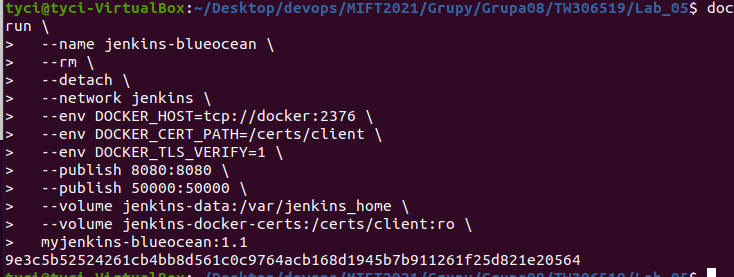 tyci@tyci-VirtualBox:~/Desktop/devops/MIFT2021/Grupy/Grupa08/TW306519/Lab_05$ doc
run \
>   --name jenkins-blueocean \
>   --rm \
>   --detach \
>   --network jenkins \
>   --env DOCKER_HOST=tcp://docker:2376 \
>   --env DOCKER_CERT_PATH=/certs/client \
>   --env DOCKER_TLS_VERIFY=1 \
>   --publish 8080:8080 \
>   --publish 50000:50000 \
>   --volume jenkins-data:/var/jenkins_home \
>   --volume jenkins-docker-certs:/certs/client:ro \
>   myjenkins-blueocean:1.1
9e3c5b52524261cb4bb8d561c0c9764acb168d1945b7b911261f25d821e20564
tyci@tyci-VirtualBox:~/Desktop/devops/MIFT2021/Grupy/Grupa08/TW306519/Lab_05$